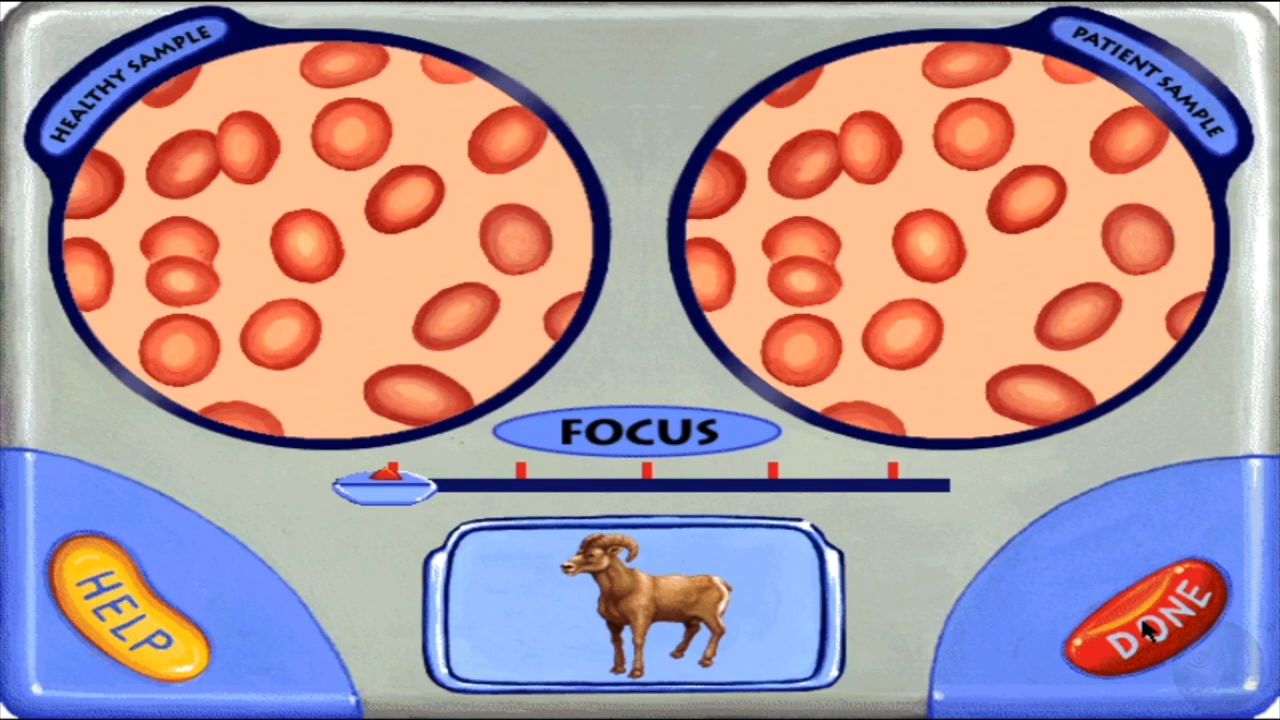 HEALTHY SAMPLE
PATIENT SAMPLE
FOCUS
HELP
DONE